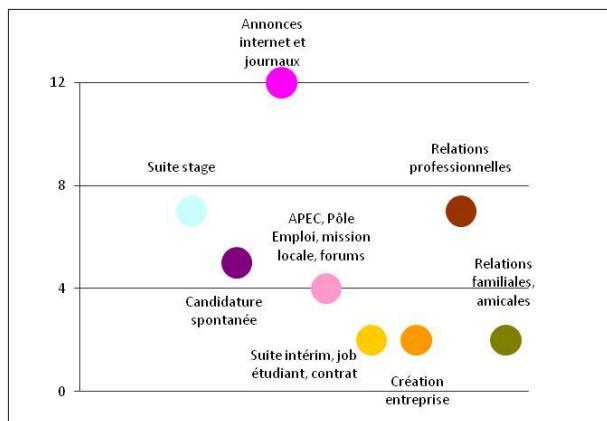 Annonces
internet et
journaux
12
Relations
professionnelles
Suite stage
8
APEC, Pôle
Emploi, mission
locale, forums
Relations
familiales,
amicales
4
Candidature
spontanée
Suite intérim, job
étudiant, contrat
Création
entreprise
0